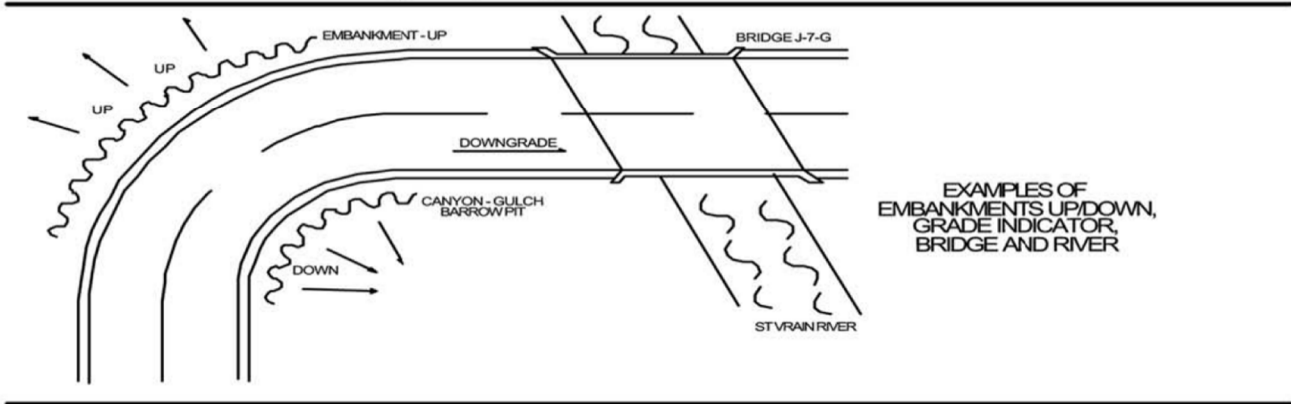 EMBANKMENT - UP
BRIDGE J-7-G
UP
UP
DOWNGRADE
CANYON - GULCH
BARROW PIT
DOWN
ST VRAIN RIVER
EXAMPLES OF
EMBANKMENTS UP/DOWN,
GRADE INDICATOR,
BRIDGE AND RIVER